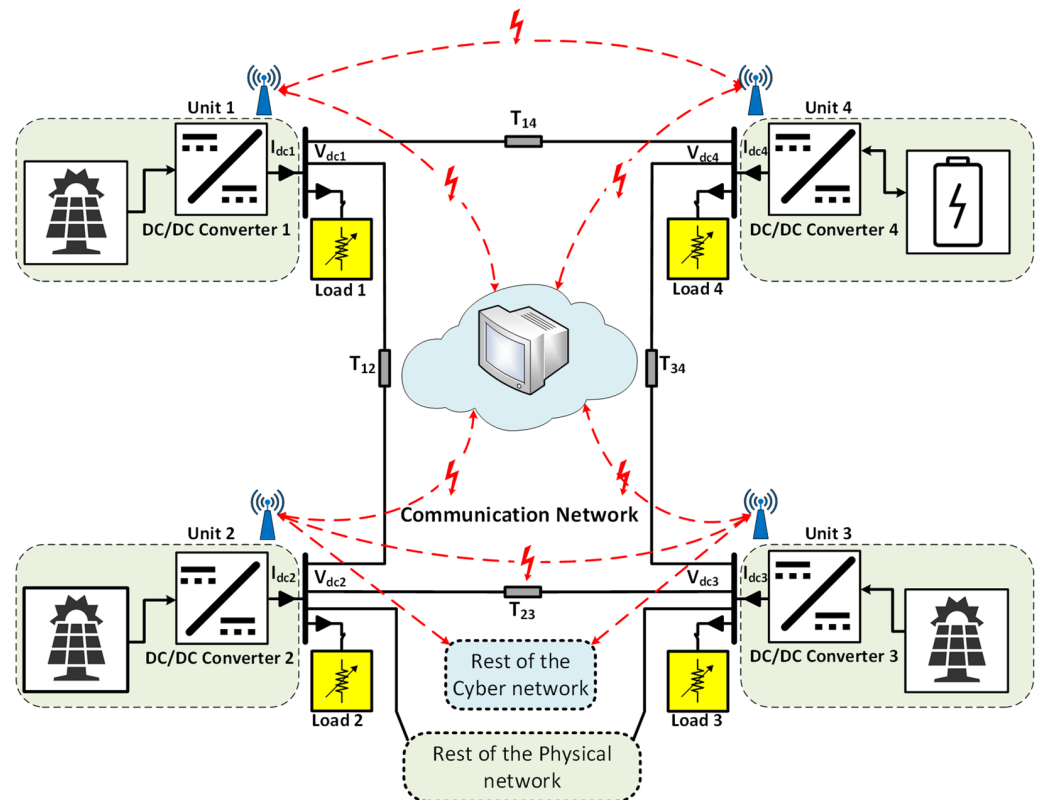 Unit 1
Unit 4
T14
Idc1
Vdc1
Vdc4
Idc4
DC/DC Converter 1
DC/DC Converter 4
Load 1
Load 4
T12
T34
Communication Network
Unit 2
Unit 3
Idc2
Vdc2
Vdc3
Idc3
T23
DC/DC Converter 2
DC/DC Converter 3
Rest of the
Cyber network
Load 2
Load 3
Rest of the Physical
network